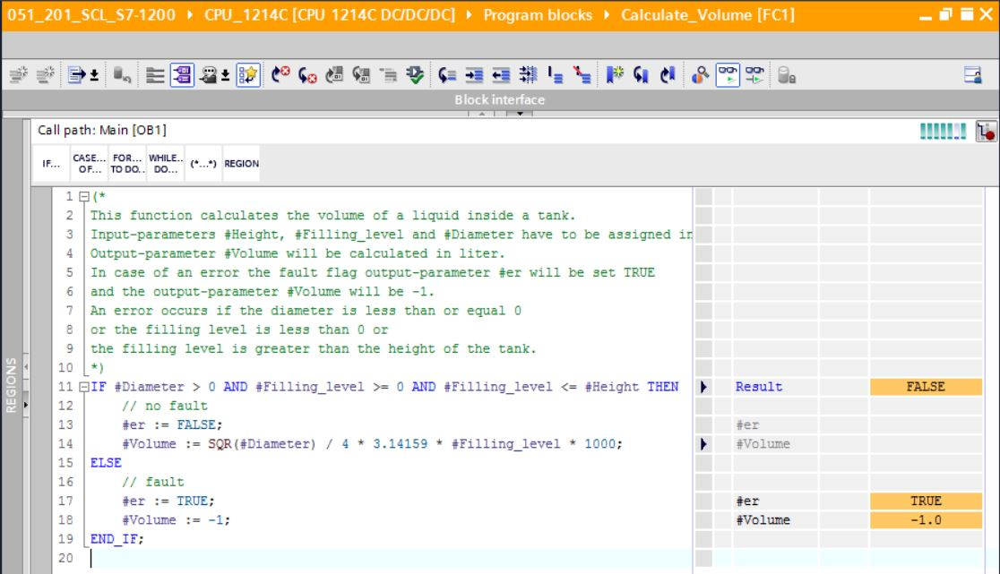 051_201_SCL_S7-1200 ▸ CPU_1214C [CPU 1214C DC/DC/DC] ▸ Program blocks ▸ Calculate_Volume [FC1]
Block interface
Call path: Main [OB1]
IF... CASE... OF... FOR... TO DO.. WHILE.. DO... (*...*) REGION
REGIONS
1 (*
2 This function calculates the volume of a liquid inside a tank.
3 Input-parameters #Height, #Filling_level and #Diameter have to be assigned in
4 Output-parameter #Volume will be calculated in liter.
5 In case of an error the fault flag output-parameter #er will be set TRUE
6 and the output-parameter #Volume will be -1.
7 An error occurs if the diameter is less than or equal 0
8 or the filling level is less than 0 or
9 the filling level is greater than the height of the tank.
10 *)
11 IF #Diameter > 0 AND #Filling_level >= 0 AND #Filling_level <= #Height THEN Result FALSE
12 // no fault
13 #er := FALSE; #er
14 #Volume := SQR(#Diameter) / 4 * 3.14159 * #Filling_level * 1000; #Volume
15 ELSE
16 // fault
17 #er := TRUE; #er TRUE
18 #Volume := -1; #Volume -1.0
19 END_IF;
20